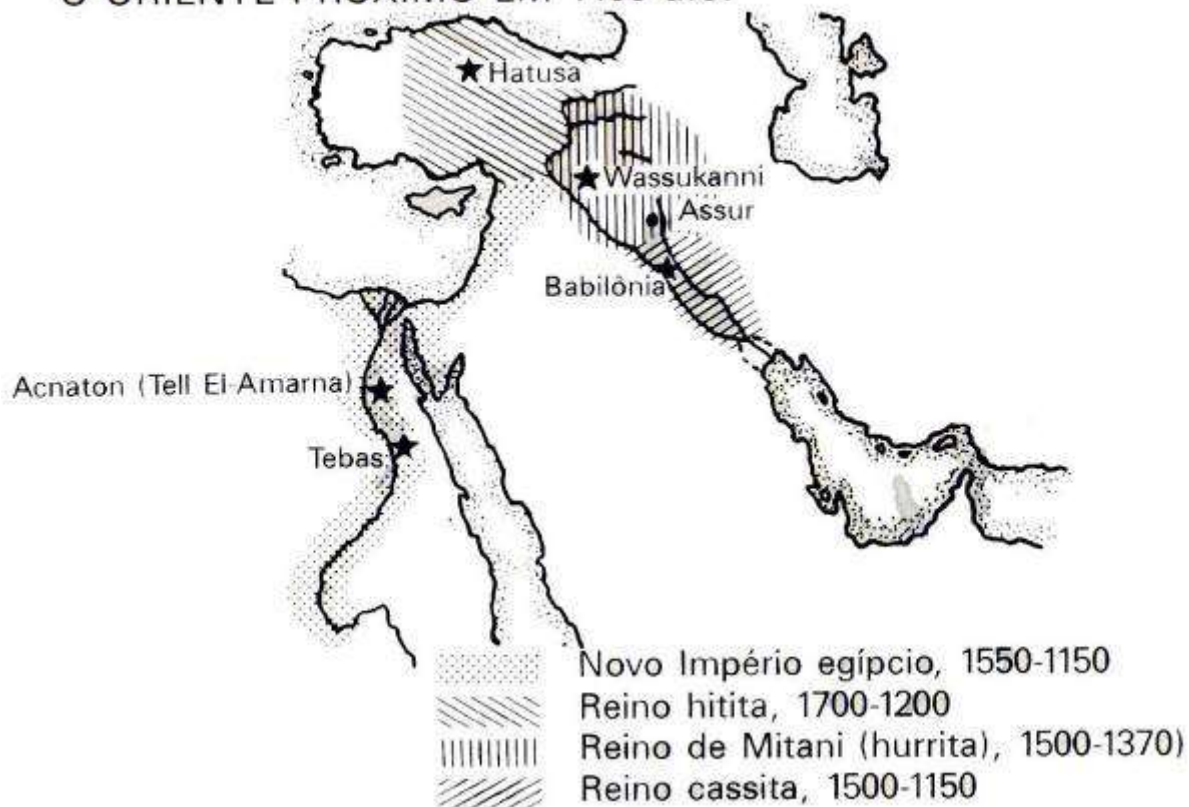 Hatusa
Wassukanni
Assur
Babilônia
Acnaton (Tell El-Amarna)
Tebas
Novo Império egípcio, 1550-1150
Reino hitita, 1700-1200
Reino de Mitani (hurrita), 1500-1370)
Reino cassita, 1500-1150